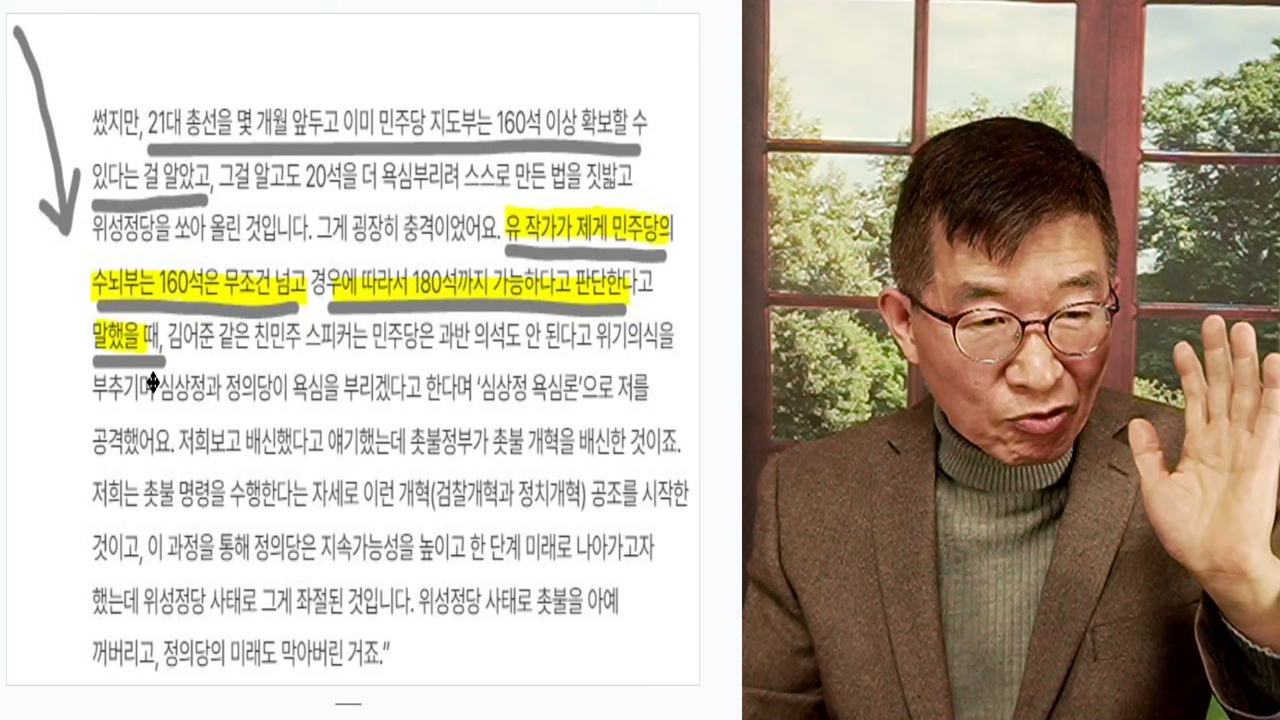 썼지만, 21대 총선을 몇 개월 앞두고 이미 민주당 지도부는 160석 이상 확보할 수
있다는 걸 알았고, 그걸 알고도 20석을 더 욕심부리려 스스로 만든 법을 짓밟고
위성정당을 쏘아 올린 것입니다. 그게 굉장히 충격이었어요. 유 작가가 제게 민주당의
수뇌부는 160석은 무조건 넘고 경우에 따라서 180석까지 가능하다고 판단한다고
말했을 때, 김어준 같은 친민주 스피커는 민주당은 과반 의석도 안 된다고 위기의식을
부추기며 심상정과 정의당이 욕심을 부리겠다고 한다며 ‘심상정 욕심론’으로 저를
공격했어요. 저희보고 배신했다고 얘기했는데 촛불정부가 촛불 개혁을 배신한 것이죠.
저희는 촛불 명령을 수행한다는 자세로 이런 개혁(검찰개혁과 정치개혁) 공조를 시작한
것이고, 이 과정을 통해 정의당은 지속가능성을 높이고 한 단계 미래로 나아가고자
했는데 위성정당 사태로 그게 좌절된 것입니다. 위성정당 사태로 촛불을 아예
꺼버리고, 정의당의 미래도 막아버린 거죠.”